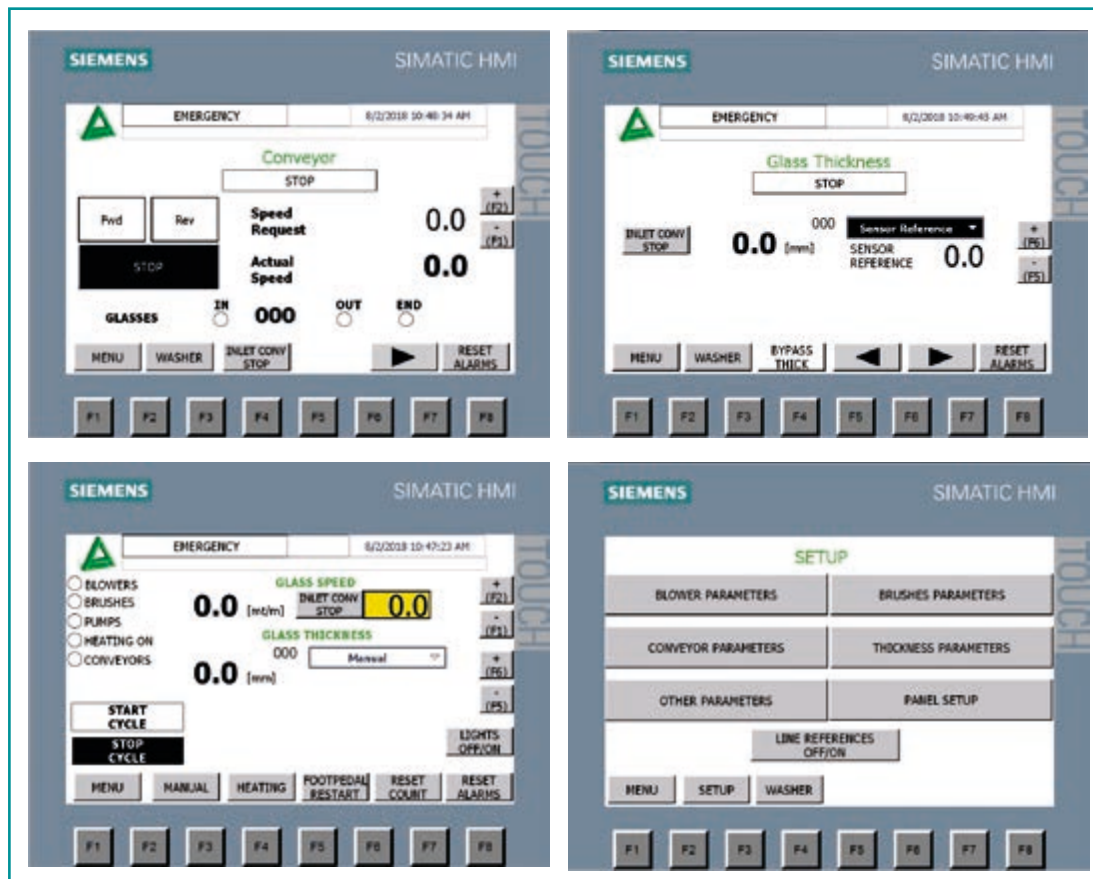 SIEMENS SIMATIC HMI
EMERGENCY 8/2/2018 10:48:34 AM
Conveyor
STOP
Fwd Rev Speed Request 0.0 + (F2)
- (F1)
STOP Actual Speed 0.0
GLASSES IN 000 OUT END
MENU WASHER INLET CONV STOP RESET ALARMS
TOUCH
F1 F2 F3 F4 F5 F6 F7 F8
SIEMENS SIMATIC HMI
EMERGENCY 8/2/2018 10:49:45 AM
Glass Thickness
STOP
INLET CONV STOP 0.0 [mm] 000 Sensor Reference + (F6)
SENSOR REFERENCE 0.0 - (F5)
MENU WASHER BYPASS THICK RESET ALARMS
TOUCH
F1 F2 F3 F4 F5 F6 F7 F8
SIEMENS SIMATIC HMI
EMERGENCY 8/2/2018 10:47:23 AM
BLOWERS
BRUSHES
PUMPS
HEATING ON
CONVEYORS
GLASS SPEED
0.0 [mt/m] INLET CONV STOP 0.0 + (F2)
- (F1)
GLASS THICKNESS
000 Manual
0.0 [mm] + (F6)
- (F5)
START CYCLE
STOP CYCLE
LIGHTS OFF/ON
MENU MANUAL HEATING FOOTPEDAL RESTART RESET COUNT RESET ALARMS
TOUCH
F1 F2 F3 F4 F5 F6 F7 F8
SIEMENS SIMATIC HMI
SETUP
BLOWER PARAMETERS BRUSHES PARAMETERS
CONVEYOR PARAMETERS THICKNESS PARAMETERS
OTHER PARAMETERS PANEL SETUP
LINE REFERENCES OFF/ON
MENU SETUP WASHER
TOUCH
F1 F2 F3 F4 F5 F6 F7 F8